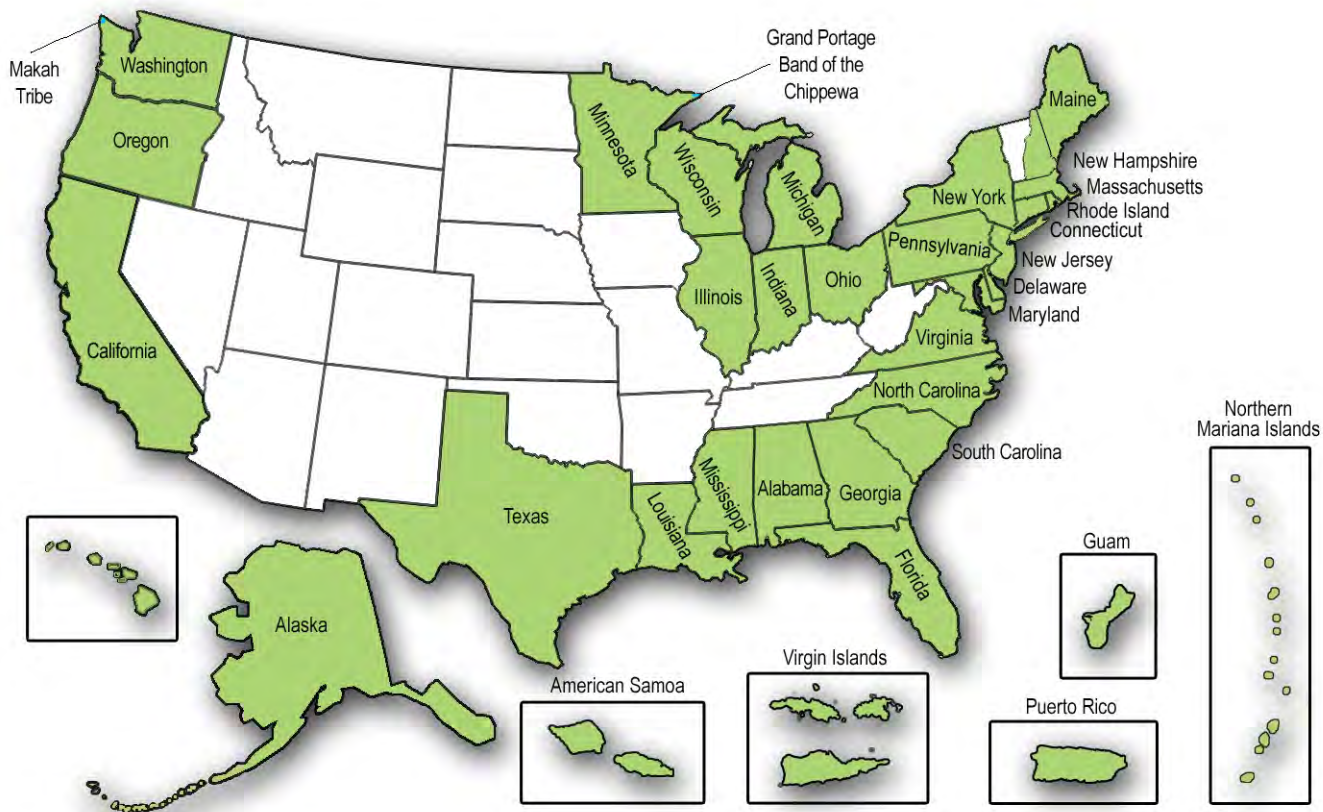 Makah
Tribe
Washington
Oregon
California
Grand Portage
Band of the
Chippewa
Minnesota
Wisconsin
Michigan
Illinois
Indiana
Ohio
Maine
New Hampshire
Massachusetts
New York
Rhode Island
Connecticut
Pennsylvania
New Jersey
Delaware
Maryland
Virginia
North Carolina
South Carolina
Texas
Louisiana
Mississippi
Alabama
Georgia
Florida
Alaska
American Samoa
Virgin Islands
Guam
Puerto Rico
Northern
Mariana Islands